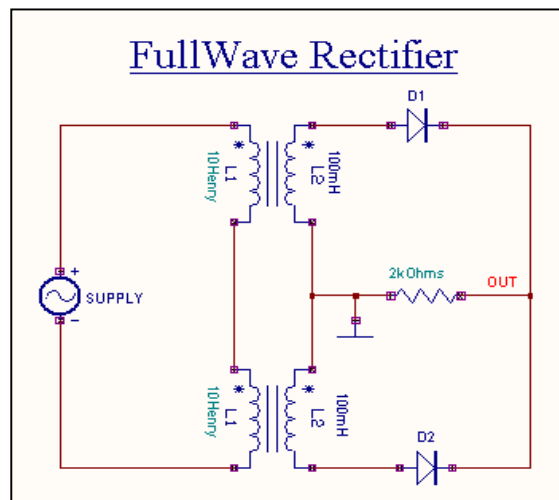 FullWave Rectifier
D1
* *
10Henry L1 L2 100mH
2kOhms OUT
+
SUPPLY
−
* *
10Henry L1 L2 100mH
D2